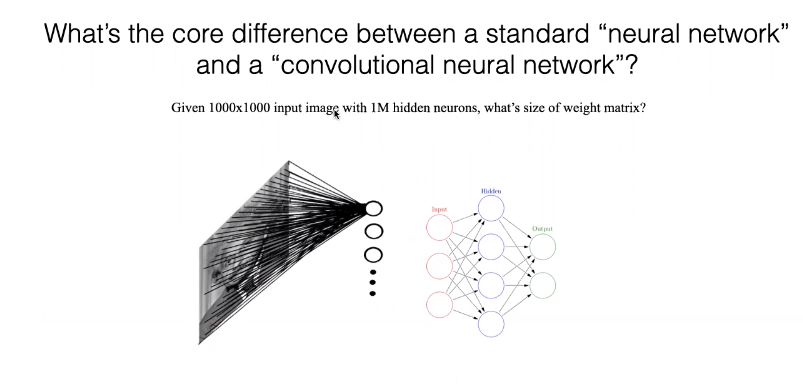 What's the core difference between a standard “neural network”
and a “convolutional neural network”?
Given 1000x1000 input image with 1M hidden neurons, what's size of weight matrix?
Hidden
Input
Output